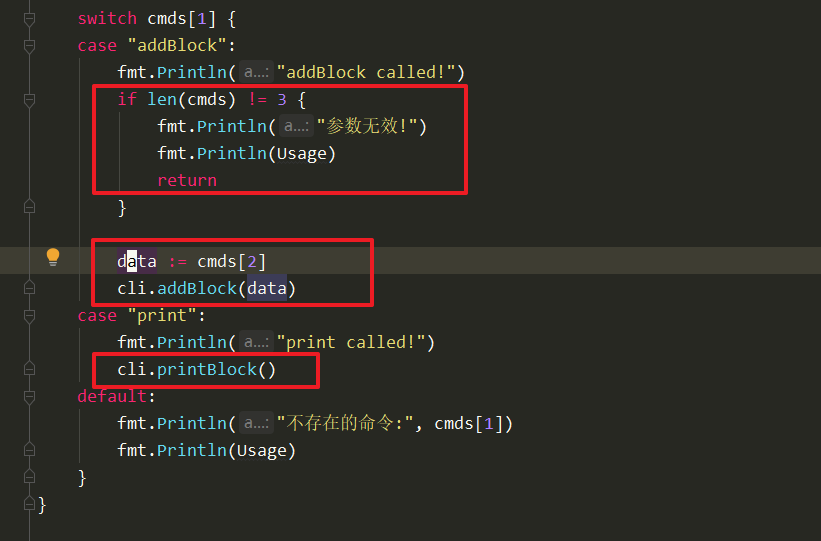 switch cmds[1] {
case "addBlock":
fmt.Println(a...: "addBlock called!")
if len(cmds) != 3 {
fmt.Println(a...: "参数无效!")
fmt.Println(Usage)
return
}
data := cmds[2]
cli.addBlock(data)
case "print":
fmt.Println(a...: "print called!")
cli.printBlock()
default:
fmt.Println(a...: "不存在的命令:", cmds[1])
fmt.Println(Usage)
}
}